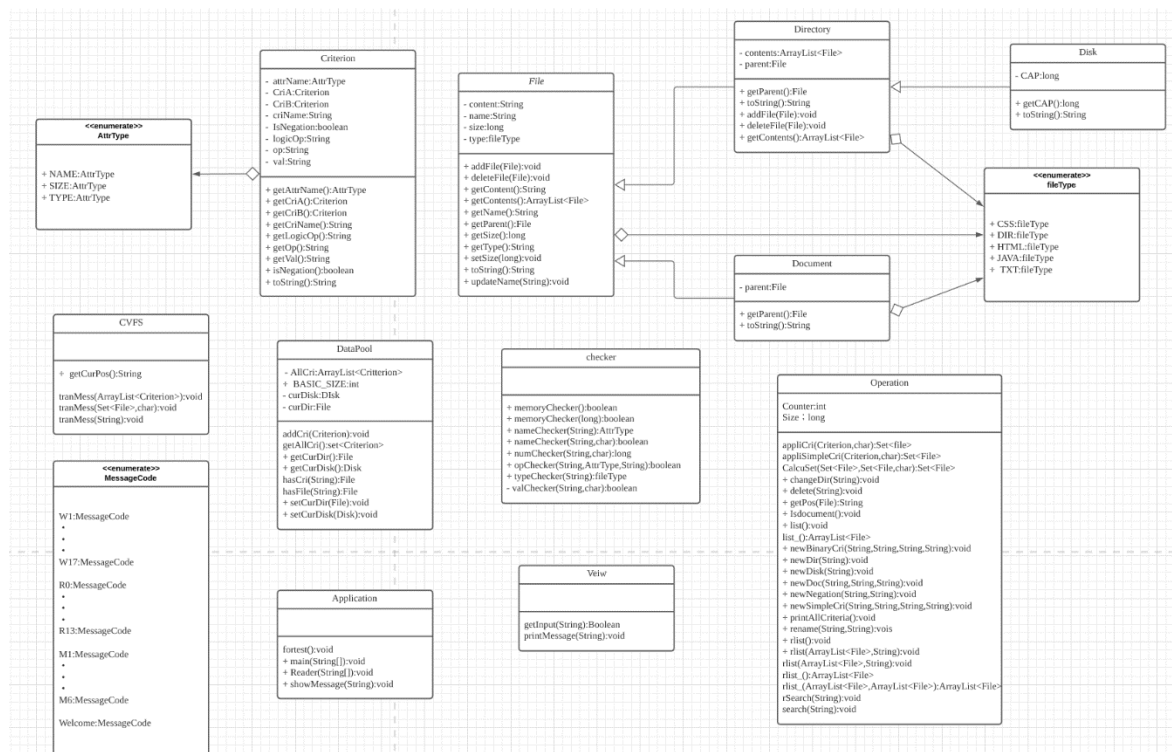 Criterion
- attrName:AttrType
- CriA:Criterion
- CriB:Criterion
- criName:String
- IsNegation:boolean
- logicOp:String
- op:String
- val:String
+ getAttrName():AttrType
+ getCriA():Criterion
+ getCriB():Criterion
+ getCriName():String
+ getLogicOp():String
+ getOp():String
+ getVal():String
+ isNegation():boolean
+ toString():String
File
- content:String
- name:String
- size:long
- type:fileType
+ addFile(File):void
+ deleteFile(File):void
+ getContent():String
+ getContents():ArrayList<File>
+ getName():String
+ getParent():File
+ getSize():long
+ getType():String
+ setSize(long):void
+ toString():String
+ updateName(String):void
Directory
- contents:ArrayList<File>
- parent:File
+ getParent():File
+ toString():String
+ addFile(File):void
+ deleteFile(File):void
+ getContents():ArrayList<File>
Disk
- CAP:long
+ getCAP():long
+ toString():String
<<enumerate>>
AttrType
+ NAME:AttrType
+ SIZE:AttrType
+ TYPE:AttrType
<<enumerate>>
fileType
+ CSS:fileType
+ DIR:fileType
+ HTML:fileType
+ JAVA:fileType
+ TXT:fileType
Document
- parent:File
+ getParent():File
+ toString():String
CVFS
+ getCurPos():String
tranMess(ArrayList<Criterion>):void
tranMess(Set<File>,char):void
tranMess(String):void
DataPool
- AllCri:ArrayList<Critterion>
+ BASIC_SIZE:int
- curDisk:DIsk
- curDir:File
addCri(Criterion):void
getAllCri():set<Criterion>
+ getCurDir():File
+ getCurDisk():Disk
hasCri(String):File
hasFile(String):File
+ setCurDir(File):void
+ setCurDisk(Disk):void
checker
+ memoryChecker():boolean
+ memoryChecker(long):boolean
+ nameChecker(String):AttrType
+ nameChecker(String,char):boolean
+ numChecker(String,char):long
+ opChecker(String,AttrType,String):boolean
+ typeChecker(String):fileType
- valChecker(String,char):boolean
Operation
Counter:int
Size：long
appliCri(Criterion,char):Set<file>
appliSimpleCri(Criterion,char):Set<File>
CalcuSet(Set<File>,Set<File,char):Set<File>
+ changeDir(String):void
+ delete(String):void
+ getPos(File):String
+ Isdocument():void
+ list():void
list_():ArrayList<File>
+ newBinaryCri(String,String,String,String):void
+ newDir(String):void
+ newDisk(String):void
+ newDoc(String,String,String):void
+ newNegation(String,String):void
+ newSimpleCri(String,String,String,String):void
+ printAllCriteria():void
+ rename(String,String):vois
+ rlist():void
+ rlist(ArrayList<File>,String):void
rlist(ArrayList<File>,String):void
rlist_():ArrayList<File>
rlist_(ArrayList<File>,ArrayList<File>):ArrayList<File>
rSearch(String):void
search(String):void
<<enumerate>>
MessageCode
W1:MessageCode
•
•
•
W17:MessageCode
R0:MessageCode
•
•
•
R13:MessageCode
M1:MessageCode
•
•
•
M6:MessageCode
Welcome:MessageCode
Application
fortest():void
+ main(String[]):void
+ Reader(String[]):void
+ showMessage(String):void
Veiw
getInput(String):Boolean
printMessage(String):void